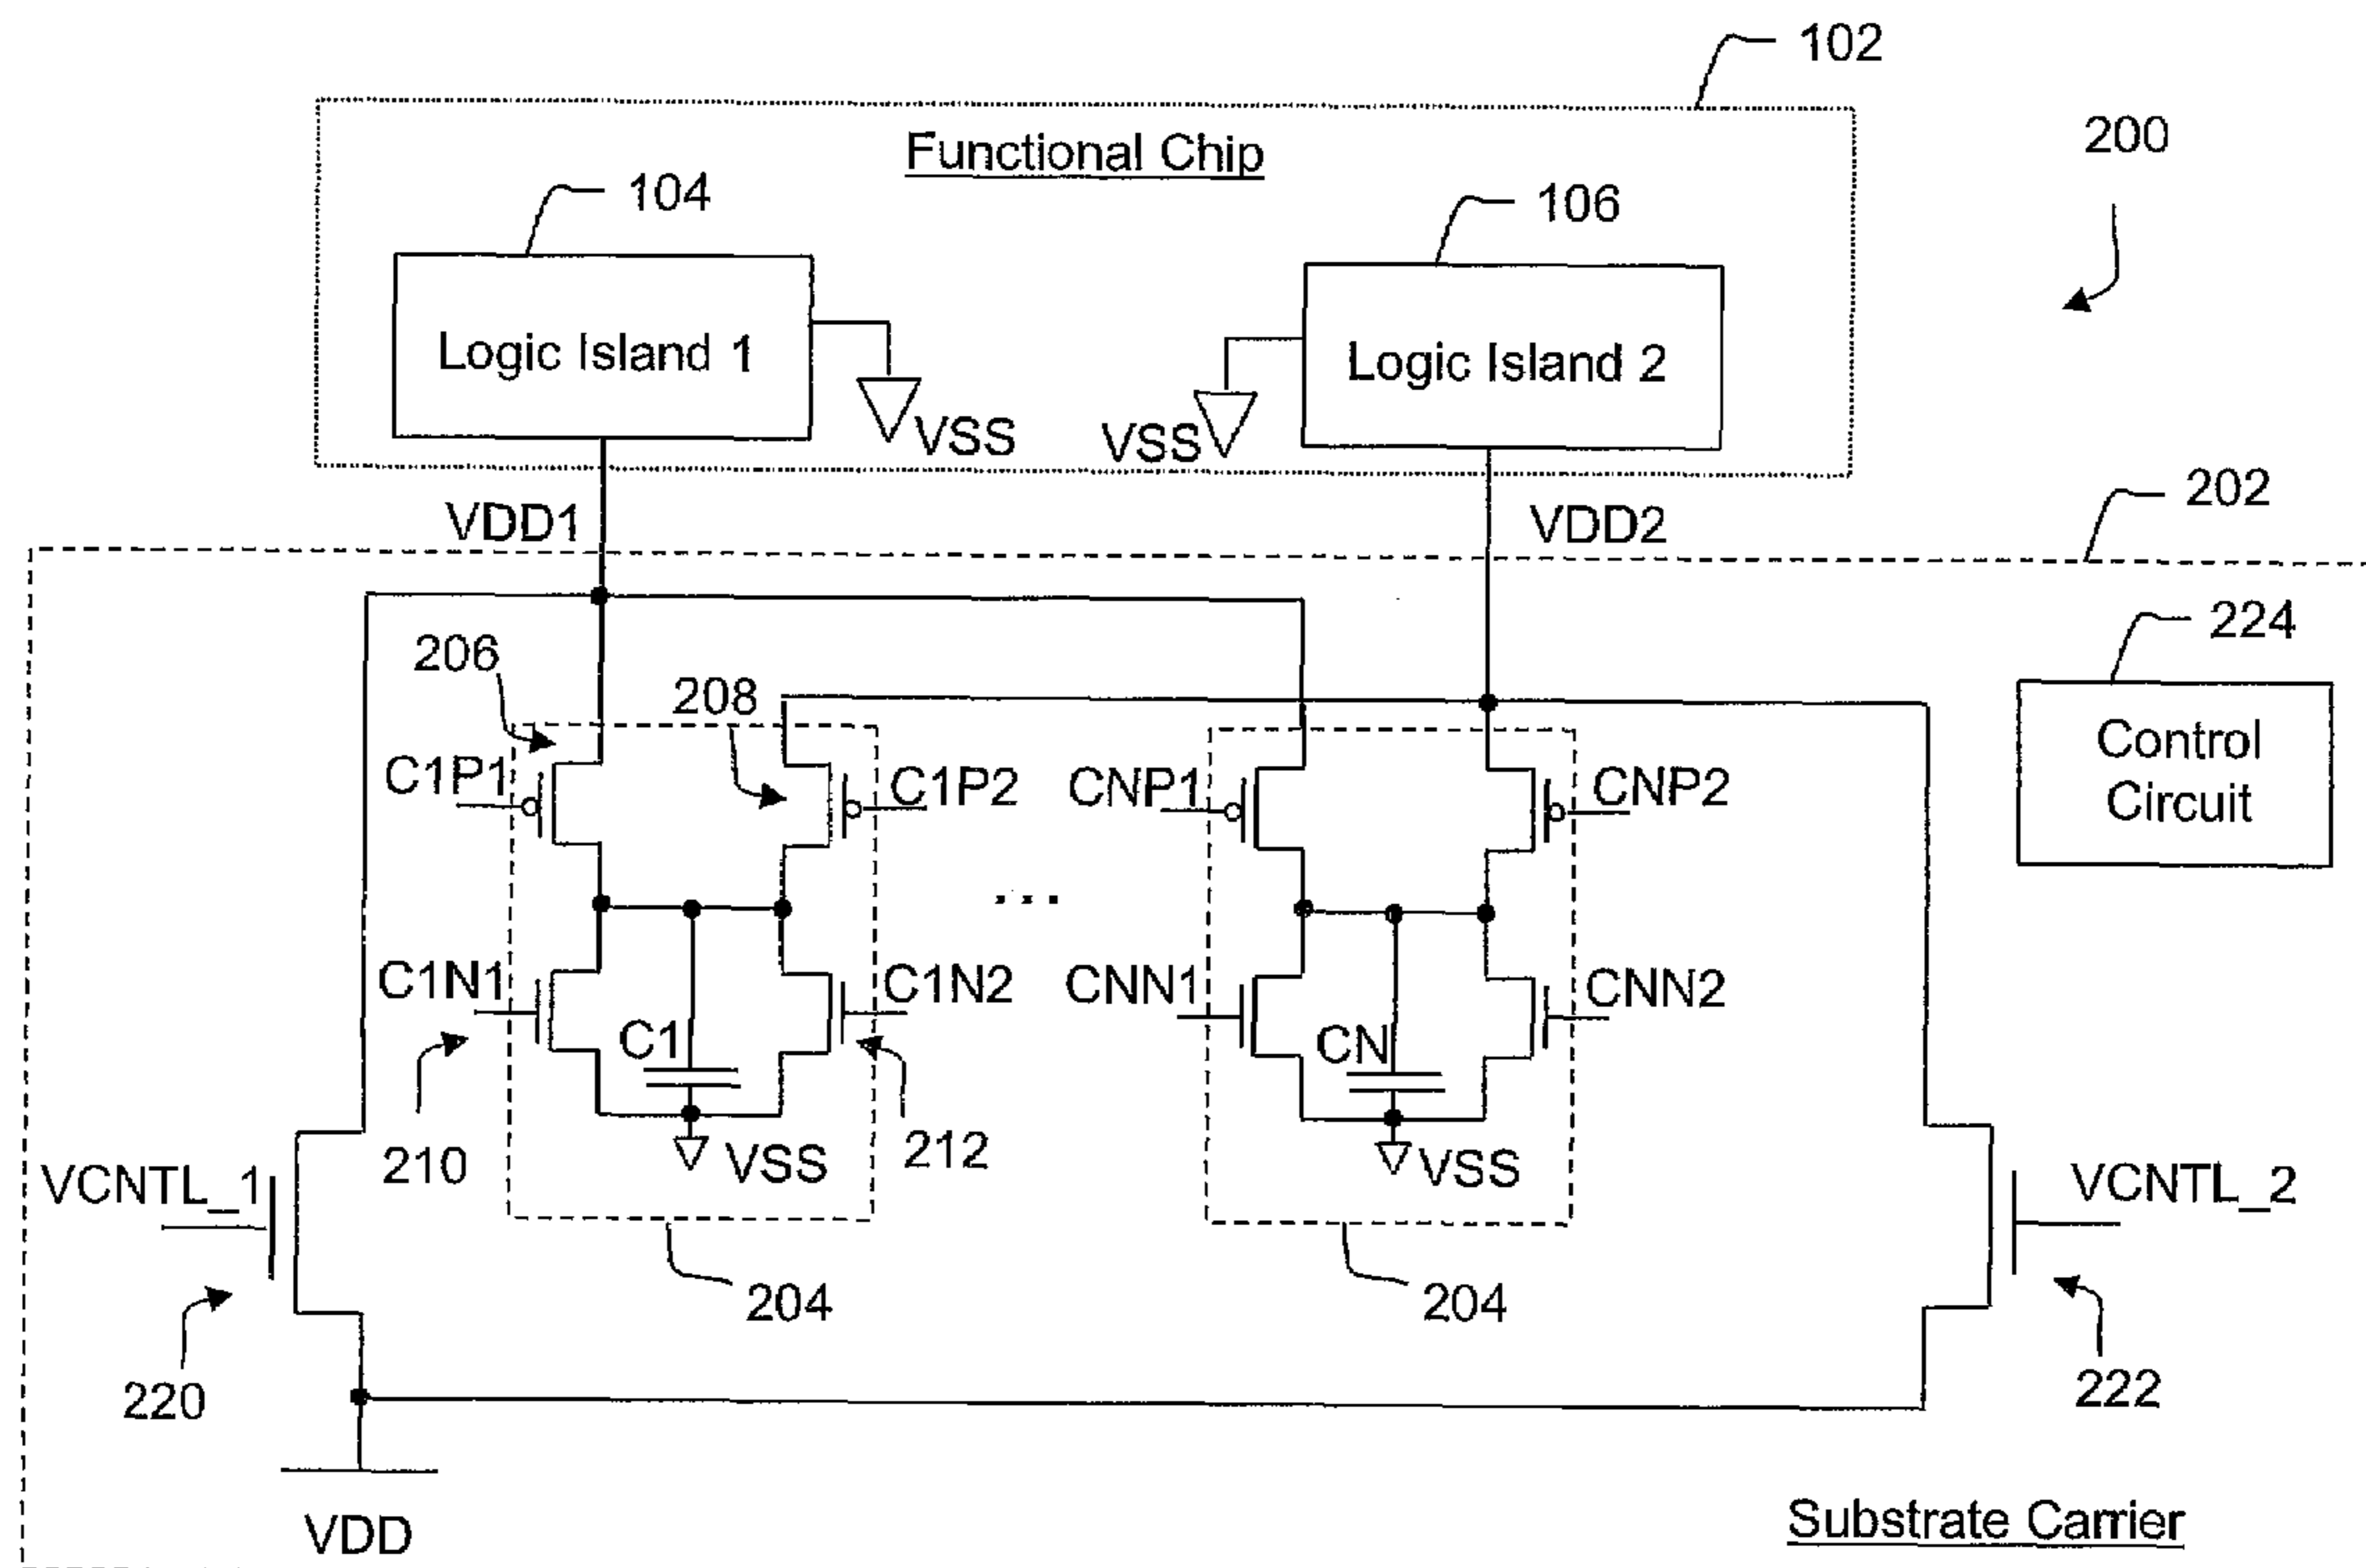 102
Functional Chip
200
104
106
Logic Island 1
Logic Island 2
VSS
VSS
202
VDD1
VDD2
224
206
208
Control
Circuit
C1P1
C1P2
CNP1
CNP2
...
C1N1
C1N2
CNN1
CNN2
C1
CN
210
VSS
212
VSS
VCNTL_1
VCNTL_2
204
204
220
222
VDD
Substrate Carrier